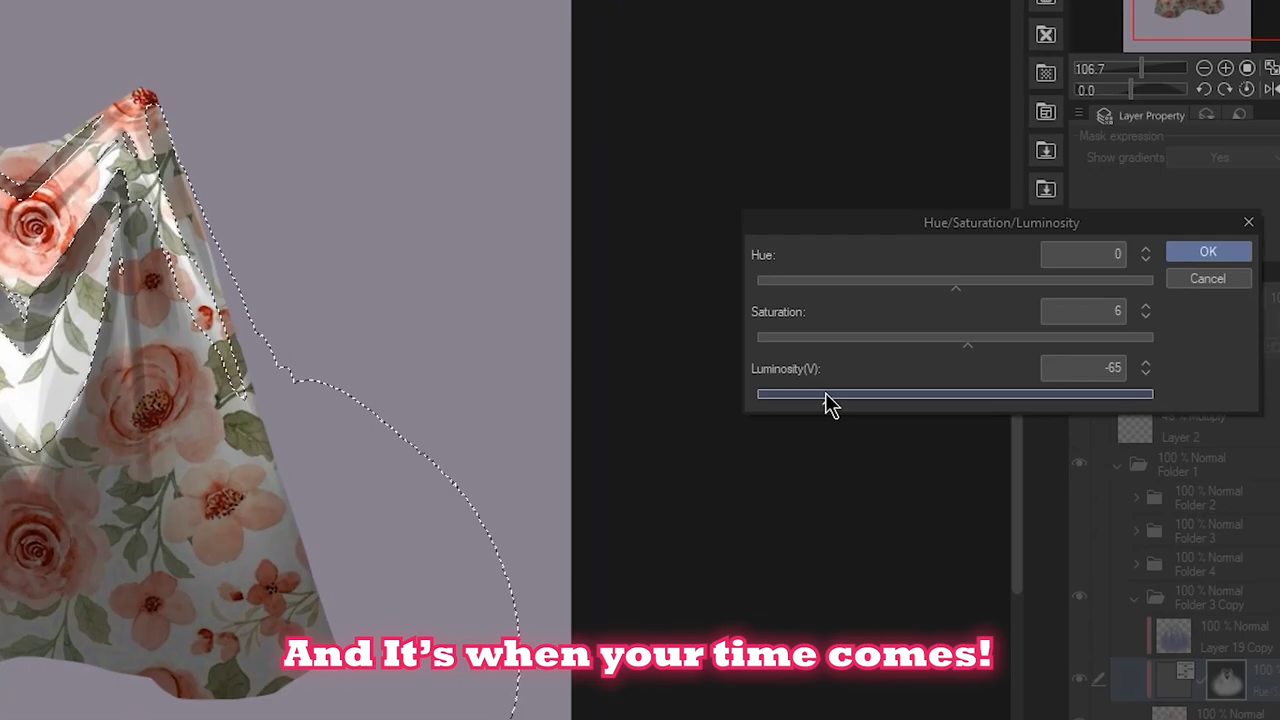 106.7
0.0
Layer Property
Mask expression
Show gradients
Yes
Hue/Saturation/Luminosity
Hue:
0
OK
Cancel
Saturation:
6
Luminosity(V):
-65
Layer 2
100 % Normal
Folder 1
100 % Normal
Folder 2
100 % Normal
Folder 3
100 % Normal
Folder 4
100 % Normal
Folder 3 Copy
100 % Normal
Layer 19 Copy
100
100 % Normal
And It's when your time comes!